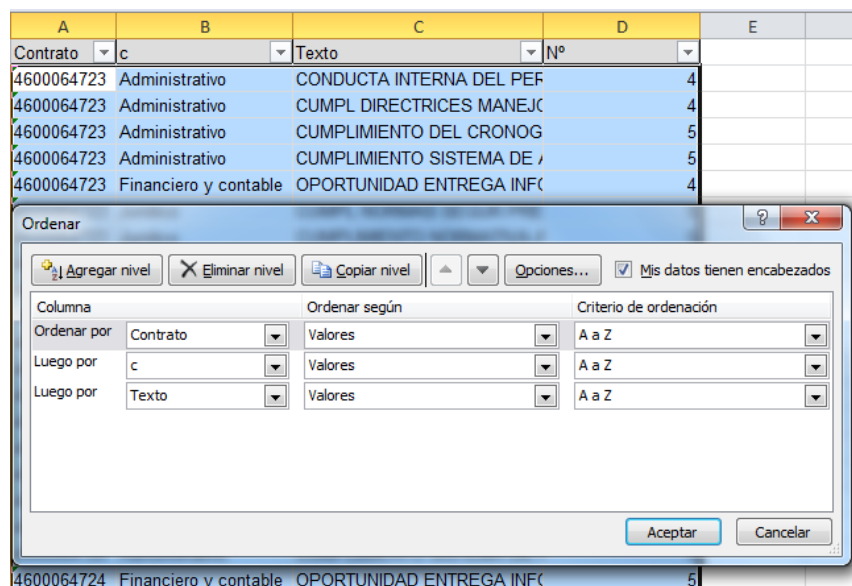 A B C D E
Contrato c Texto Nº
4600064723 Administrativo CONDUCTA INTERNA DEL PER 4
4600064723 Administrativo CUMPL DIRECTRICES MANEJO 4
4600064723 Administrativo CUMPLIMIENTO DEL CRONOG 5
4600064723 Administrativo CUMPLIMIENTO SISTEMA DE 5
4600064723 Financiero y contable OPORTUNIDAD ENTREGA INFO 4
Ordenar
Agregar nivel Eliminar nivel Copiar nivel Opciones... Mis datos tienen encabezados
Columna Ordenar según Criterio de ordenación
Ordenar por Contrato Valores A a Z
Luego por c Valores A a Z
Luego por Texto Valores A a Z
Aceptar Cancelar
4600064724 Financiero y contable OPORTUNIDAD ENTREGA INFO 5